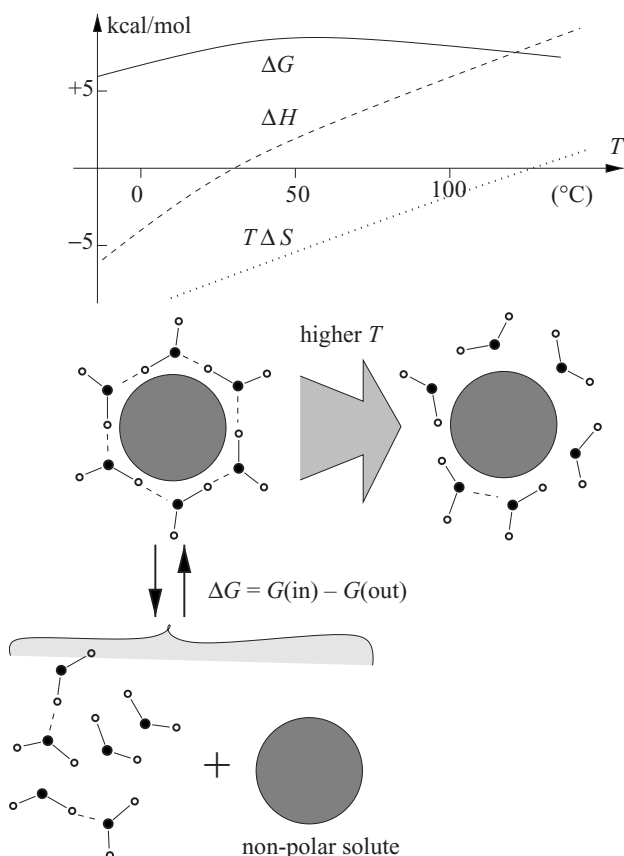 kcal/mol
ΔG
+5
ΔH
T
0
50
100
(°C)
−5
TΔS
higher T
ΔG = G(in) – G(out)
+
non-polar solute